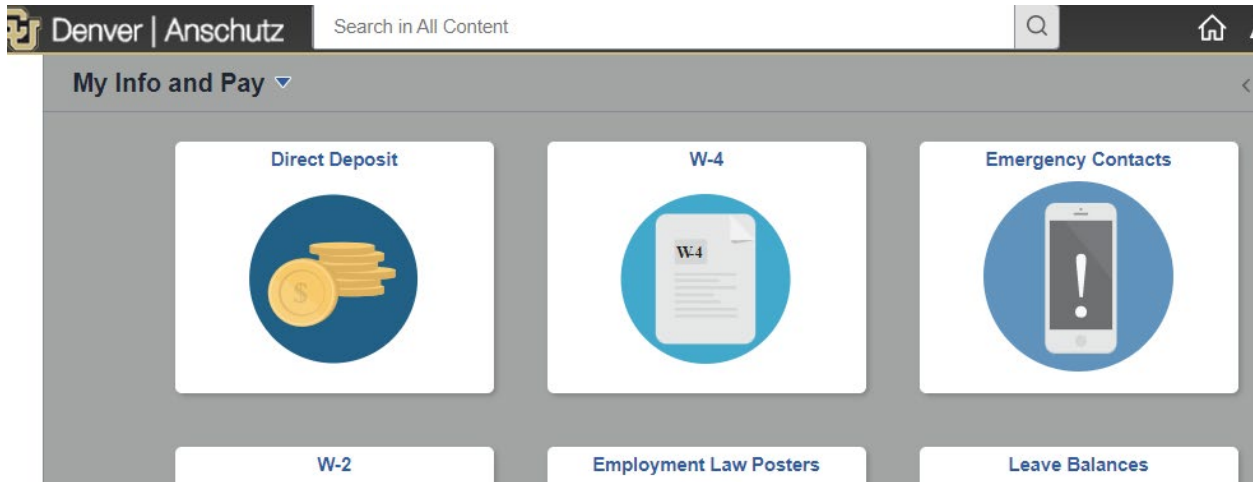 CU Denver | Anschutz
Search in All Content
My Info and Pay
Direct Deposit
W-4
Emergency Contacts
$
W-4
!
W-2
Employment Law Posters
Leave Balances